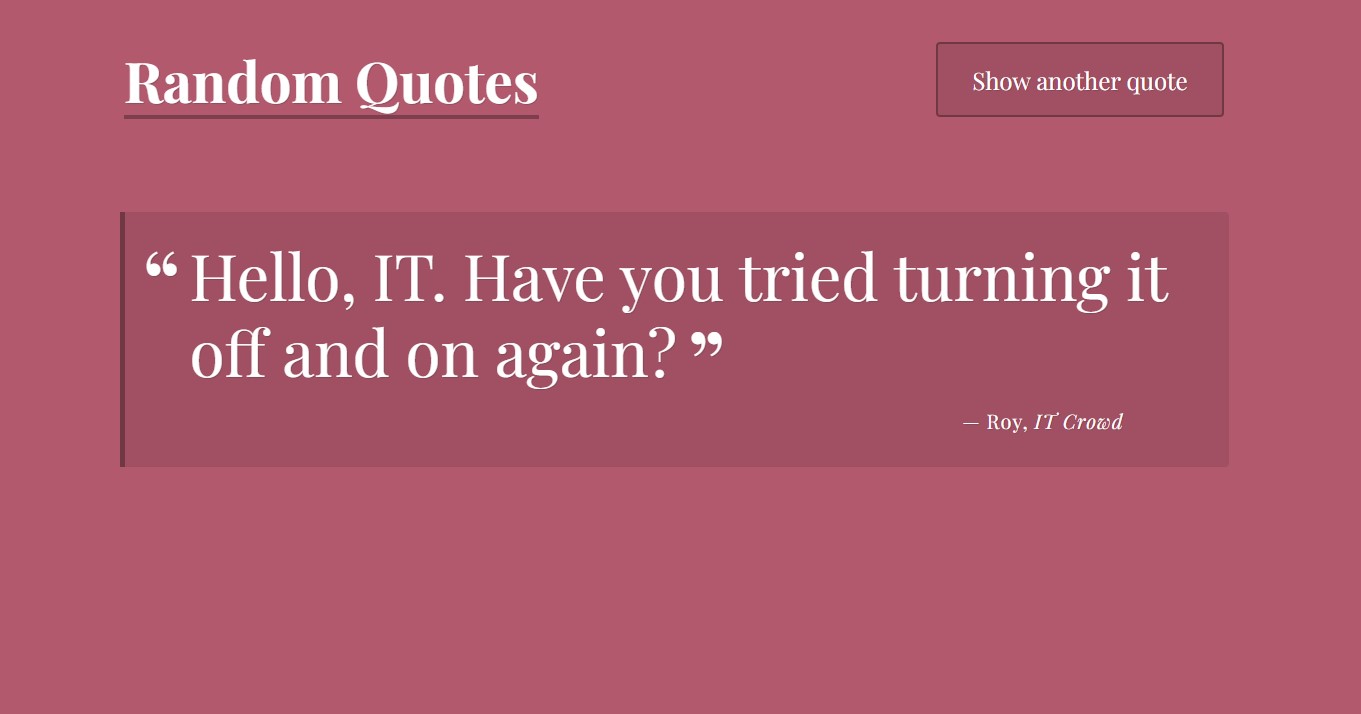 Random Quotes
Show another quote
“ Hello, IT. Have you tried turning it
off and on again? ”
— Roy, IT Crowd